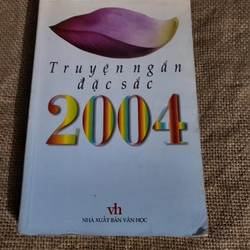 Truyện ngắn
đặc sắc
2004
vh
NHÀ XUẤT BẢN VĂN HỌC